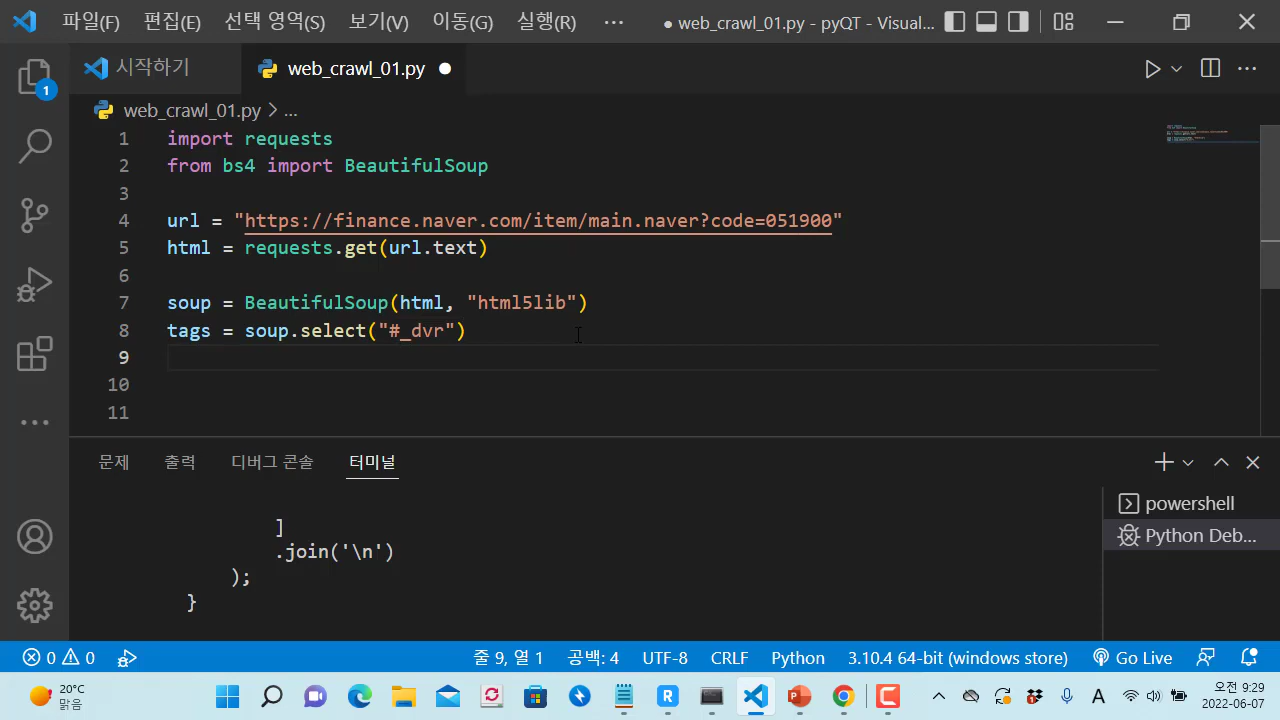 파일(F) 편집(E) 선택 영역(S) 보기(V) 이동(G) 실행(R) ··· ● web_crawl_01.py - pyQT - Visual...
1 시작하기 web_crawl_01.py ●
web_crawl_01.py > ...
1 import requests
2 from bs4 import BeautifulSoup
3
4 url = "https://finance.naver.com/item/main.naver?code=051900"
5 html = requests.get(url.text)
6
7 soup = BeautifulSoup(html, "html5lib")
8 tags = soup.select("#_dvr")
9
10
11
문제 출력 디버그 콘솔 터미널
powershell
Python Deb...
]
.join('\n')
);
}
0 0 줄 9, 열 1 공백: 4 UTF-8 CRLF Python 3.10.4 64-bit (windows store) Go Live
20°C
맑음
A
오전 9:29
2022-06-07